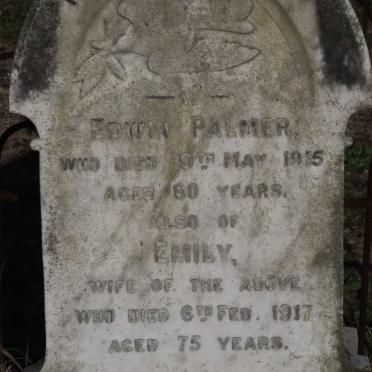 OF
EDWIN PALMER,
WHO DIED 19TH MAY 1915
AGED 80 YEARS.
ALSO OF
EMILY,
WIFE OF THE ABOVE
WHO DIED 6TH FEB. 1917
AGED 75 YEARS.